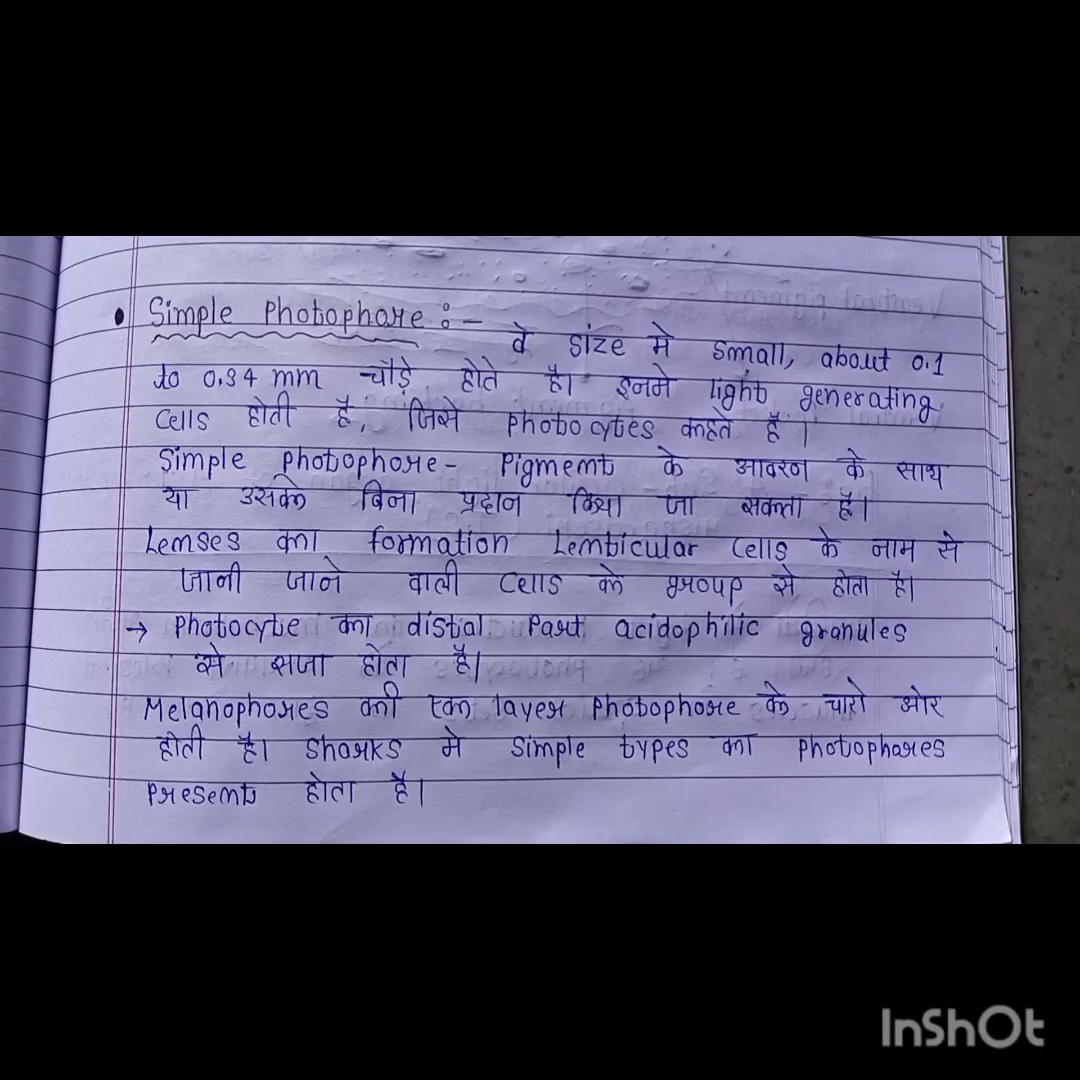 • Simple Photophore :-
वे size मे small, about 0.1
to 0.34 mm चौड़े होते है। इनमे light generating
cells होती है, जिसे photocytes कहते है।
Simple photophore - Pigment के आवरण के साथ
या उसके बिना प्रदान किया जा सकता है।
Lenses का formation Lenticular cells के नाम से
जानी जाने वाली cells के group से होता है।
→ Photocyte का distal Part acidophilic granules
से सजा होता है।
Melanophores की एक layer Photophore के चारो ओर
होती है। Sharks मे simple types का Photophores
Present होता है।
InShOt